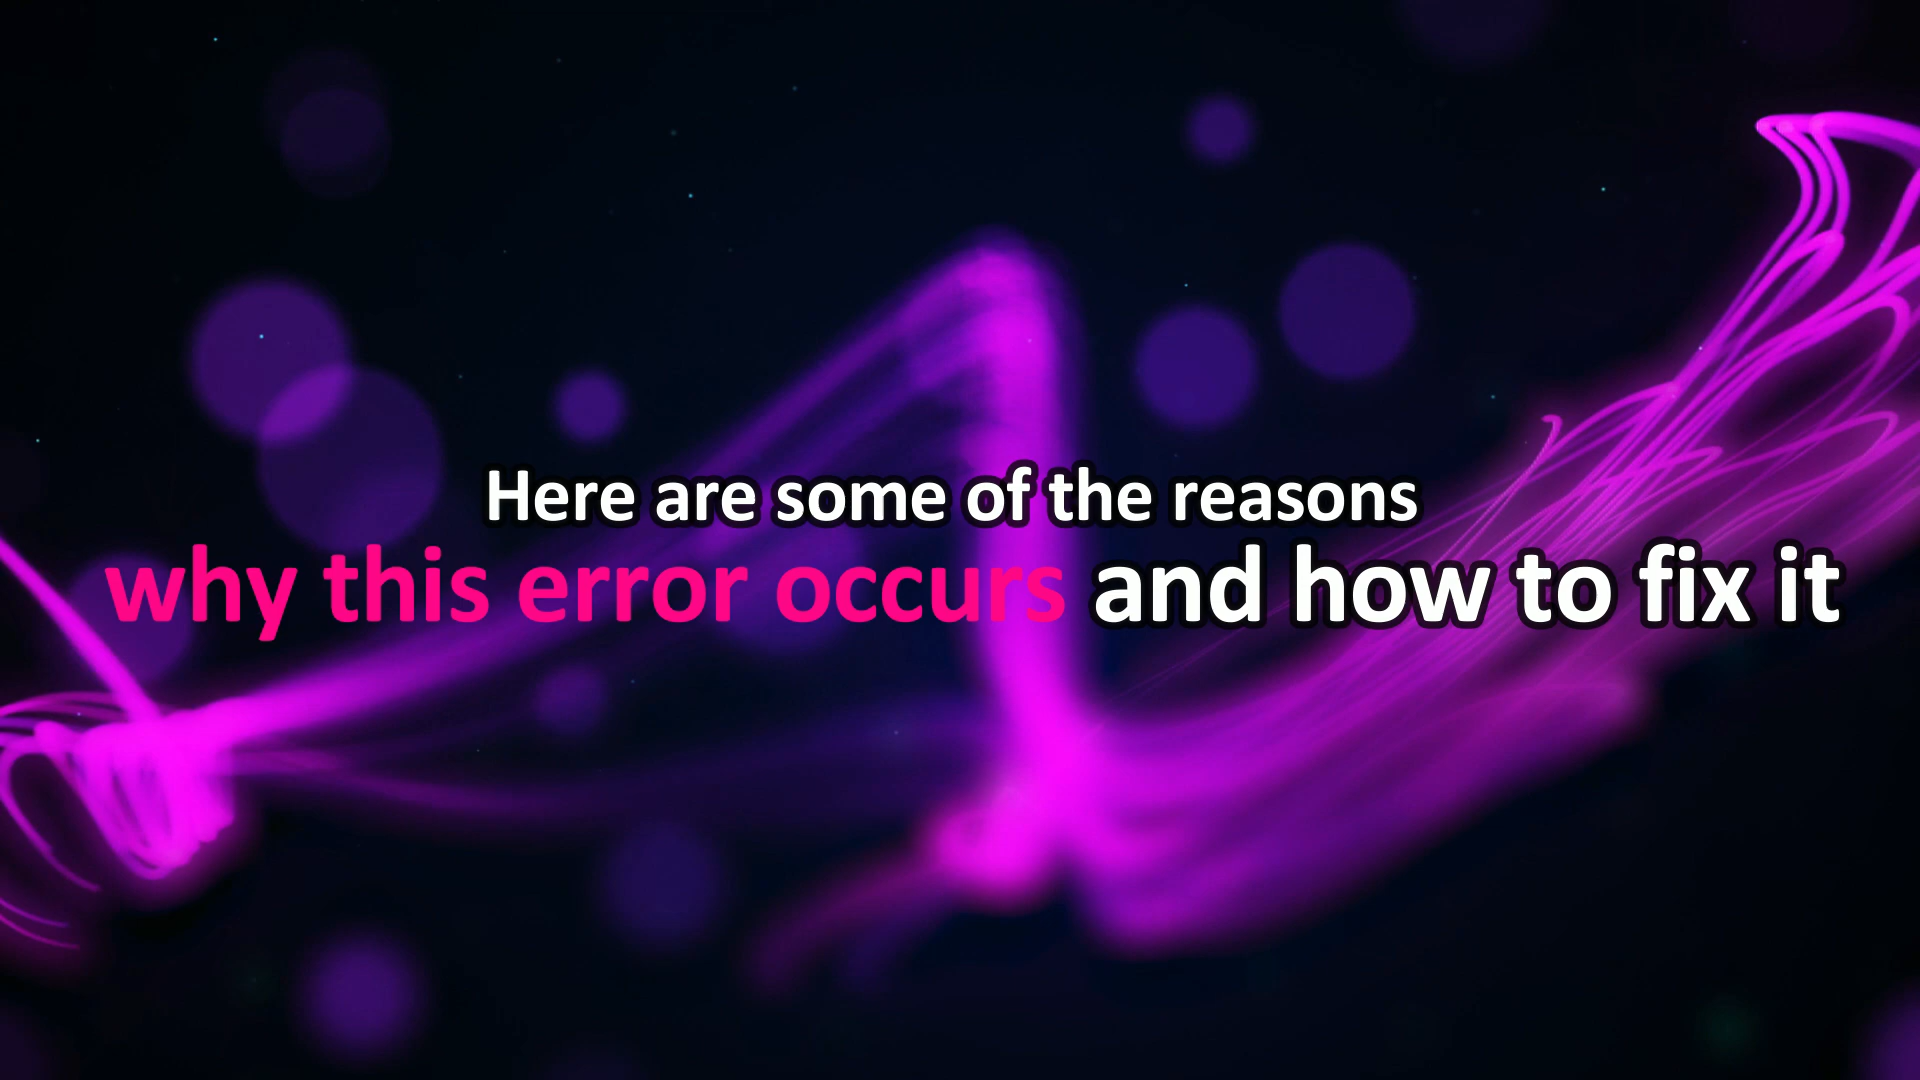 Here are some of the reasons
why this error occurs and how to fix it